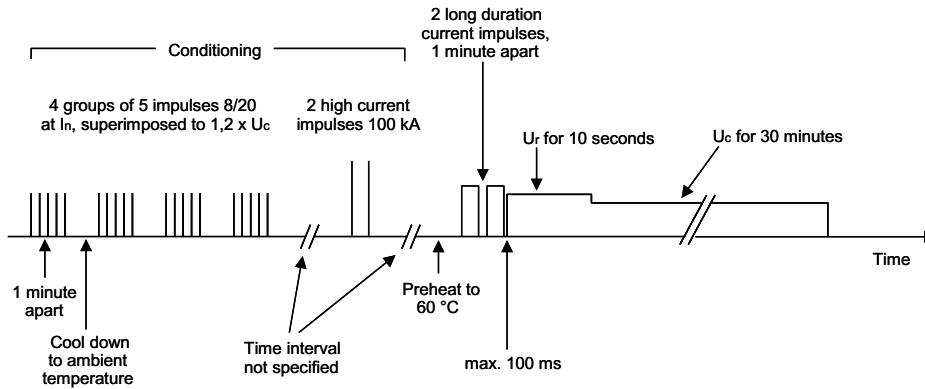 2 long duration
current impulses,
1 minute apart
Conditioning
4 groups of 5 impulses 8/20
at In, superimposed to 1,2 x Uc
2 high current
impulses 100 kA
Ur for 10 seconds
Uc for 30 minutes
Time
1 minute
apart
Preheat to
60 °C
Cool down
to ambient
temperature
Time interval
not specified
max. 100 ms